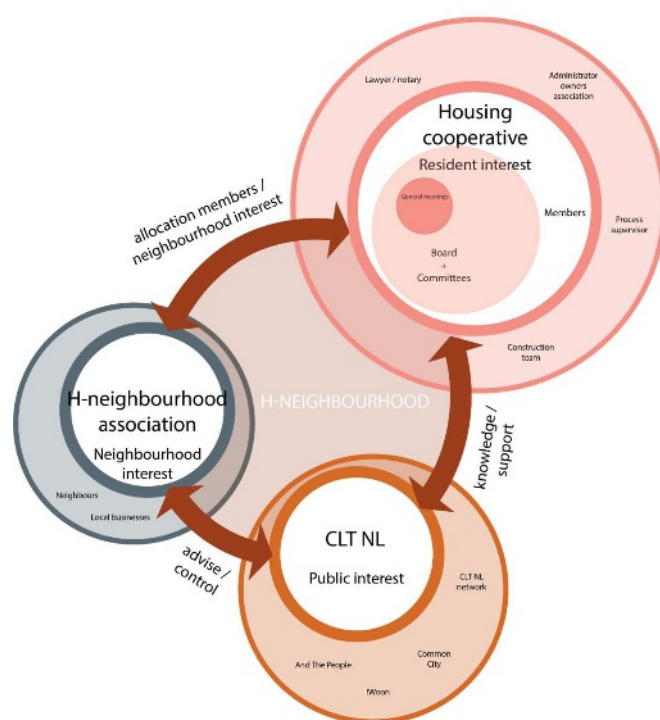 Lawyer / notary
Administrator
owners
association
Housing
cooperative
Resident interest
General meetings
Members
Board
+
Committees
Process
supervisor
Construction
team
allocation members /
neighbourhood interest
H-neighbourhood
association
Neighbourhood
interest
Neighbours
Local businesses
H-NEIGHBOURHOOD
knowledge /
support
advise /
control
CLT NL
Public interest
CLT NL
network
Common
City
And The People
!Woon